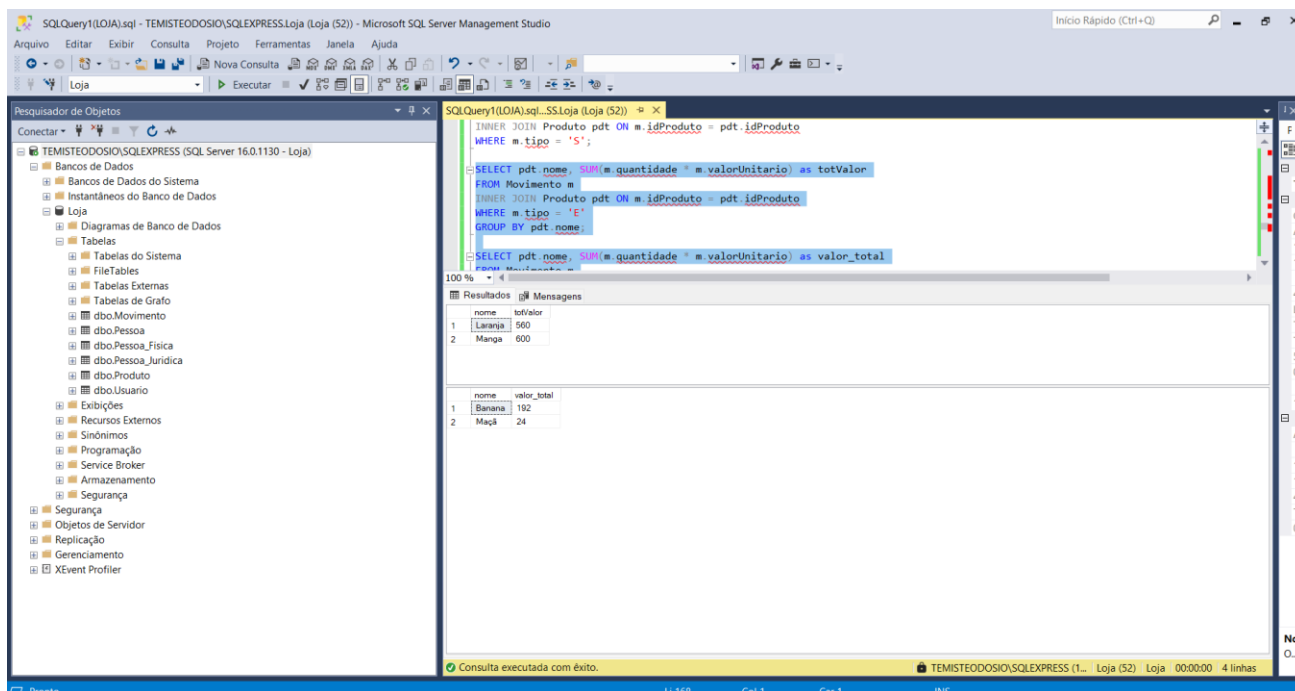 SQLQuery1(LOJA).sql - TEMISTEODOSIO\SQLEXPRESS.Loja (Loja (52)) - Microsoft SQL Server Management Studio
Início Rápido (Ctrl+Q)
Arquivo Editar Exibir Consulta Projeto Ferramentas Janela Ajuda
Nova Consulta
Loja
Executar
Pesquisador de Objetos
Conectar
TEMISTEODOSIO\SQLEXPRESS (SQL Server 16.0.1130 - Loja)
Bancos de Dados
Bancos de Dados do Sistema
Instantâneos do Banco de Dados
Loja
Diagramas de Banco de Dados
Tabelas
Tabelas do Sistema
FileTables
Tabelas Externas
Tabelas de Grafo
dbo.Movimento
dbo.Pessoa
dbo.Pessoa_Fisica
dbo.Pessoa_Juridica
dbo.Produto
dbo.Usuario
Exibições
Recursos Externos
Sinônimos
Programação
Service Broker
Armazenamento
Segurança
Segurança
Objetos de Servidor
Replicação
Gerenciamento
XEvent Profiler
SQLQuery1(LOJA).sql...SS.Loja (Loja (52))
INNER JOIN Produto pdt ON m.idProduto = pdt.idProduto
WHERE m.tipo = 'S';
SELECT pdt.nome, SUM(m.quantidade * m.valorUnitario) as totValor
FROM Movimento m
INNER JOIN Produto pdt ON m.idProduto = pdt.idProduto
WHERE m.tipo = 'E'
GROUP BY pdt.nome;
SELECT pdt.nome, SUM(m.quantidade * m.valorUnitario) as valor_total
FROM Movimento m
100 %
Resultados Mensagens
nome totValor
1 Laranja 560
2 Manga 600
nome valor_total
1 Banana 192
2 Maçã 24
Consulta executada com êxito.
TEMISTEODOSIO\SQLEXPRESS (1... Loja (52) Loja 00:00:00 4 linhas
Pronto
Li 168 Col 1 Car 1 INS